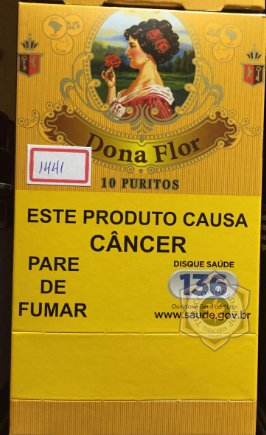 Dona Flor
1441
10 PURITOS
ESTE PRODUTO CAUSA
CÂNCER
PARE
DE
FUMAR
DISQUE SAÚDE
136
www.saude.gov.br